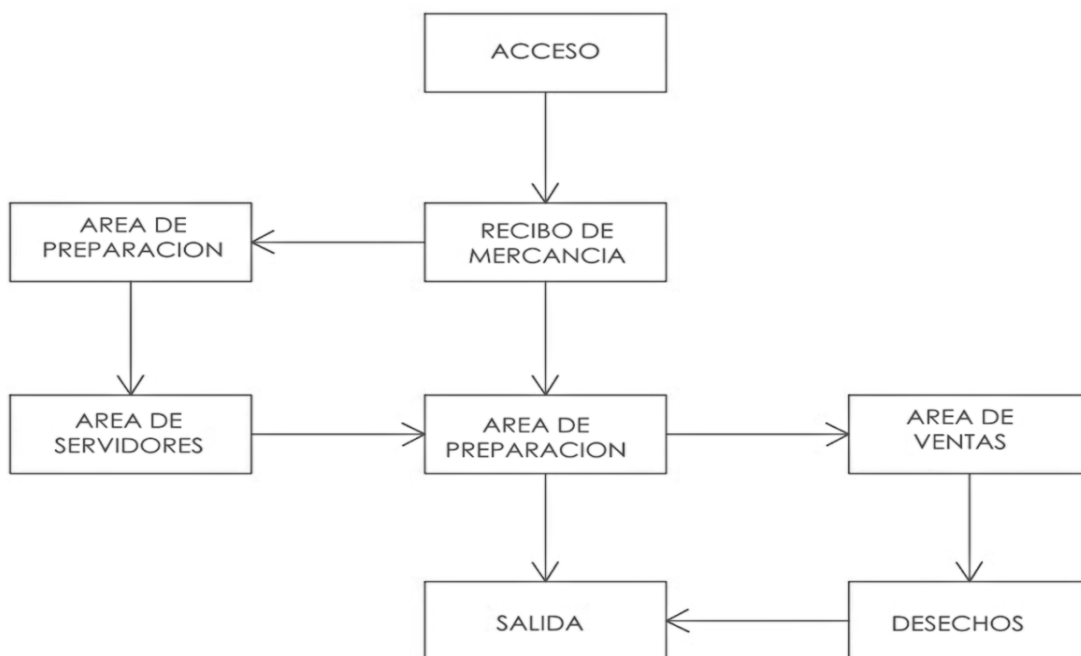 ACCESO
AREA DE
PREPARACION
RECIBO DE
MERCANCIA
AREA DE
SERVIDORES
AREA DE
PREPARACION
AREA DE
VENTAS
SALIDA
DESECHOS